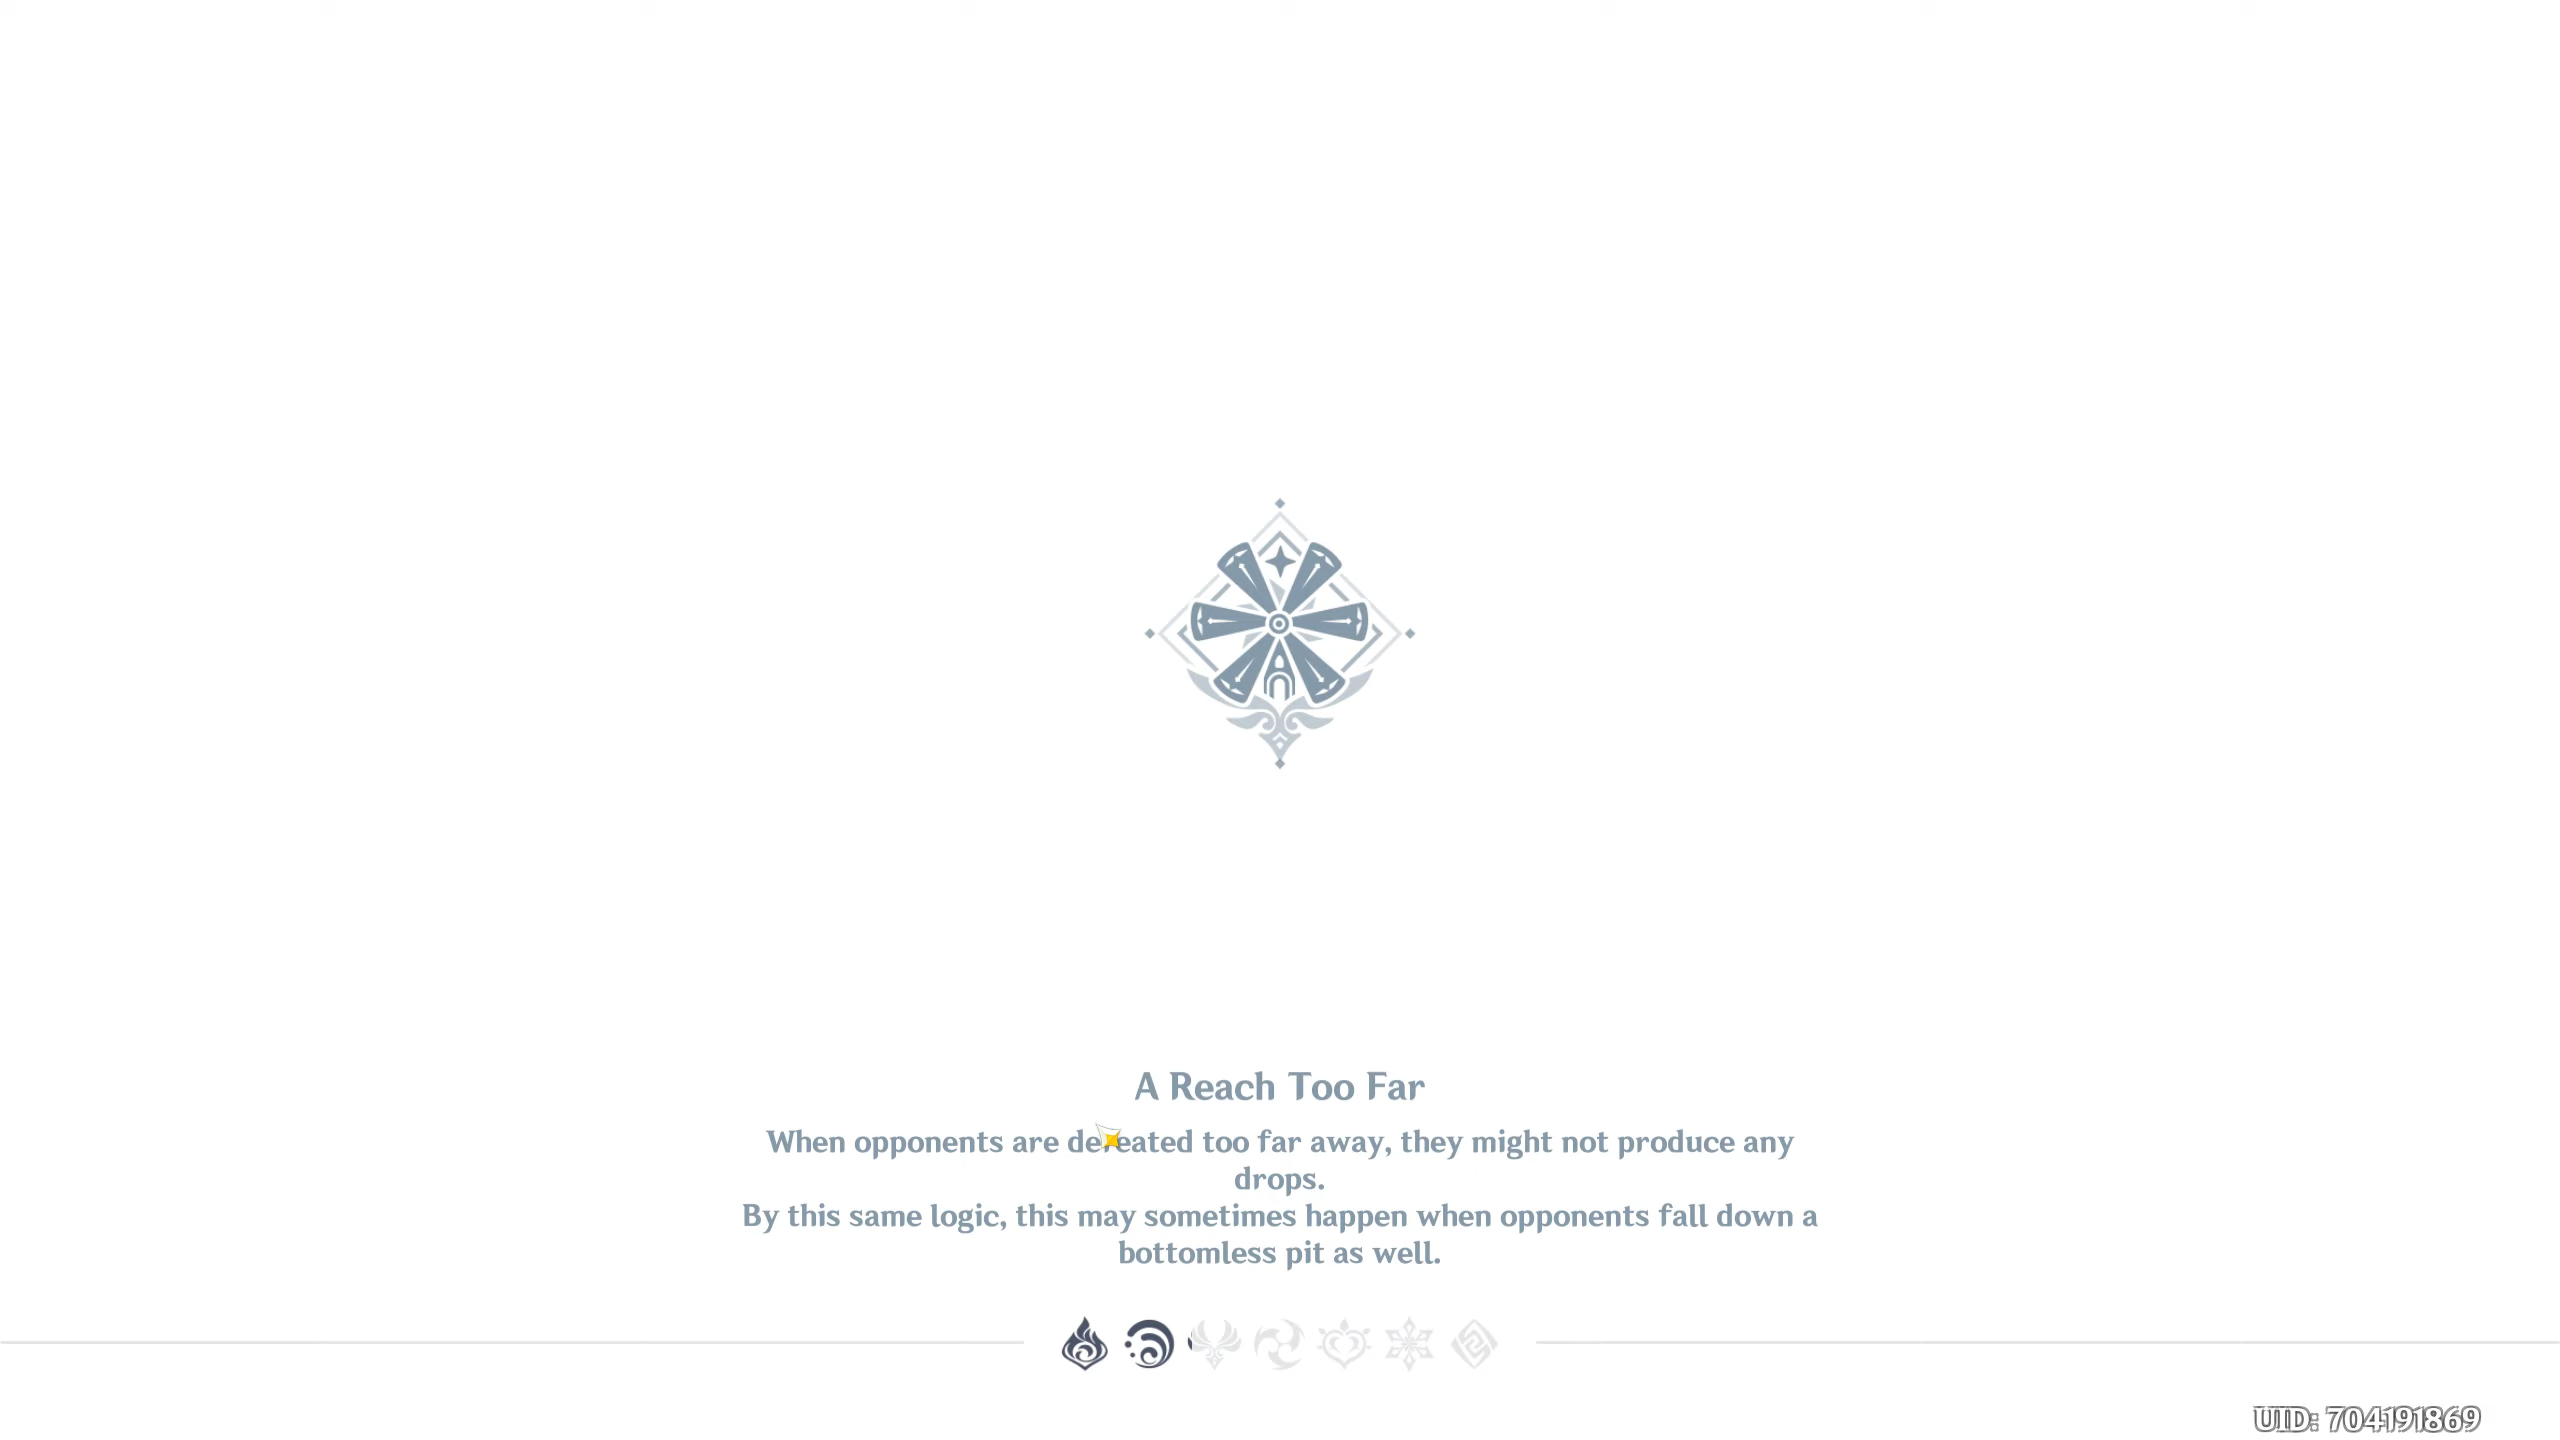 A Reach Too Far
When opponents are defeated too far away, they might not produce any
drops.
By this same logic, this may sometimes happen when opponents fall down a
bottomless pit as well.
UID: 704191869